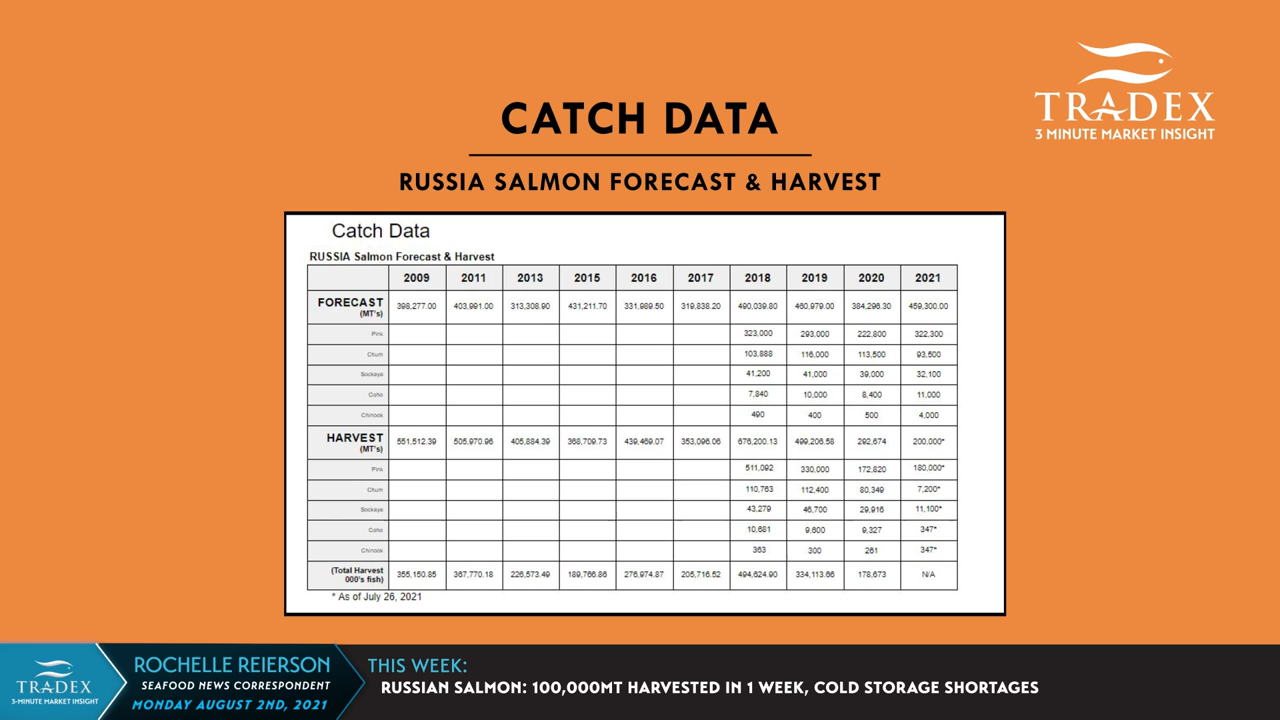 TRADEX
3 MINUTE MARKET INSIGHT
CATCH DATA
RUSSIA SALMON FORECAST & HARVEST
Catch Data
RUSSIA Salmon Forecast & Harvest
2009 2011 2013 2015 2016 2017 2018 2019 2020 2021
FORECAST (MT's) 398,277.00 403,991.00 313,308.90 431,211.70 331,989.50 319,838.20 490,039.80 460,979.00 384,296.30 459,300.00
Pink 323,000 293,000 222,800 322,300
Chum 103,888 116,000 113,500 93,500
Sockeye 41,200 41,000 39,000 32,100
Coho 7,840 10,000 8,400 11,000
Chinook 490 400 500 4,000
HARVEST (MT's) 551,512.39 505,970.96 405,884.39 368,709.73 439,469.07 353,096.06 676,200.13 499,206.58 292,674 200,000*
Pink 511,092 330,000 172,820 180,000*
Chum 110,763 112,400 80,349 7,200*
Sockeye 43,279 46,700 29,916 11,100*
Coho 10,681 9,600 9,327 347*
Chinook 363 300 261 347*
(Total Harvest 000's fish) 355,150.85 367,770.18 226,573.49 189,766.86 276,974.87 205,716.52 494,624.90 334,113.66 178,673 N/A
* As of July 26, 2021
TRADEX
3-MINUTE MARKET INSIGHT
ROCHELLE REIERSON
SEAFOOD NEWS CORRESPONDENT
MONDAY AUGUST 2ND, 2021
THIS WEEK:
RUSSIAN SALMON: 100,000MT HARVESTED IN 1 WEEK, COLD STORAGE SHORTAGES